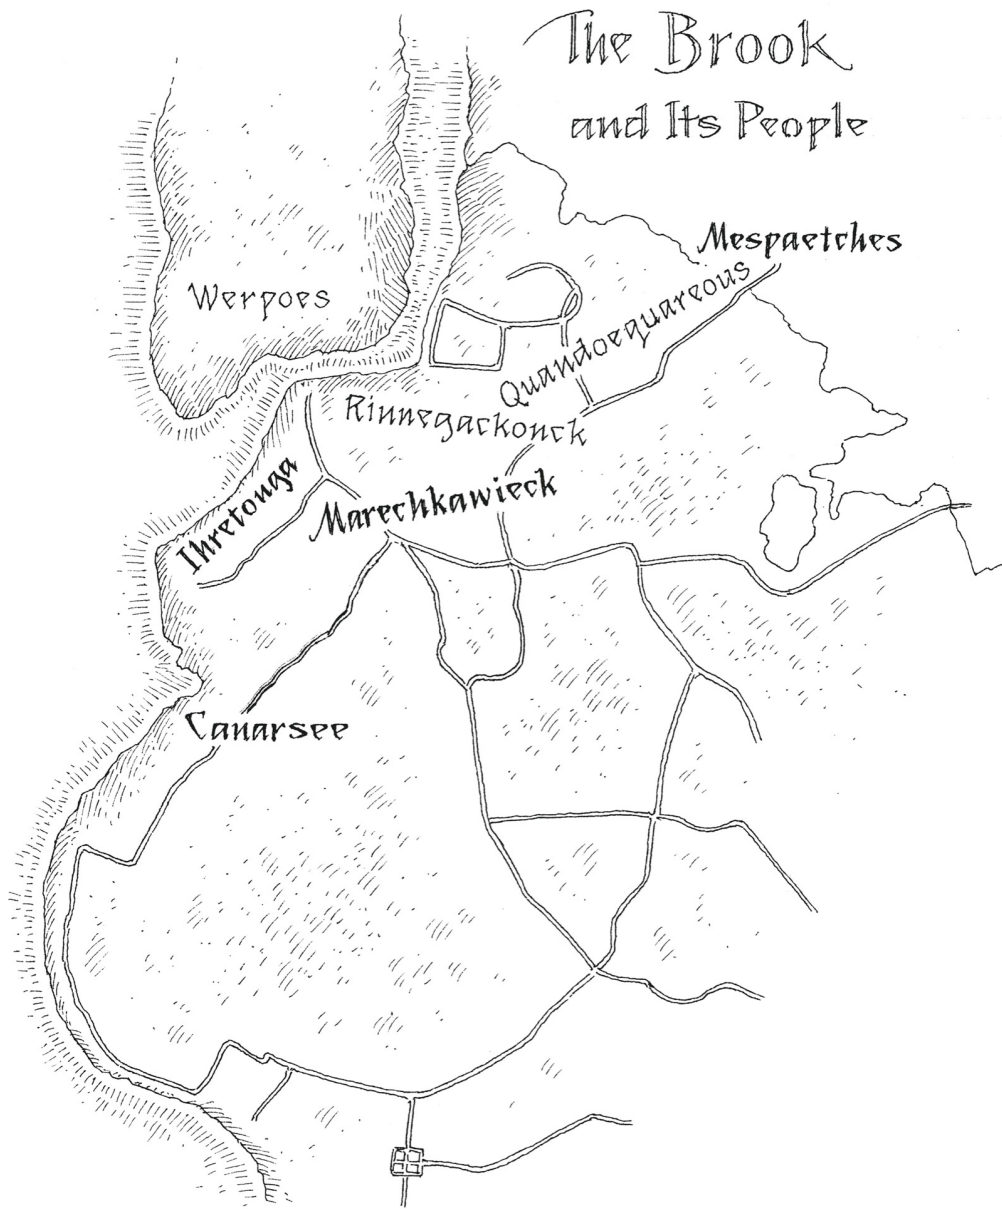 The Brook
and Its People
Mespaetches
Werpoes
Quandoequareous
Rinnegackonck
Ihretonga
Marechkawieck
Canarsee